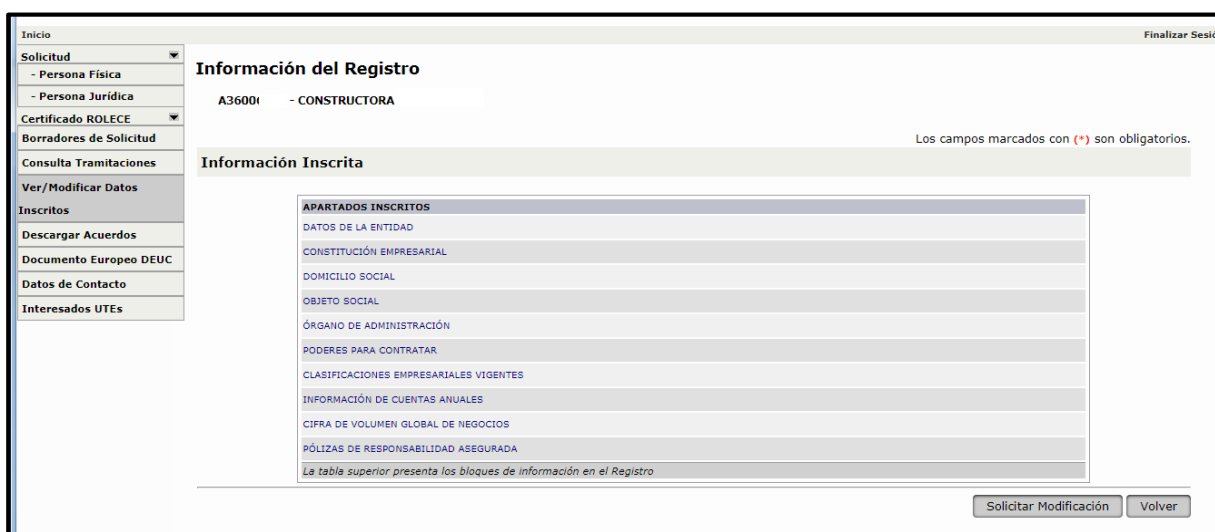 Inicio
Finalizar Sesió
Solicitud
- Persona Física
- Persona Jurídica
Certificado ROLECE
Borradores de Solicitud
Consulta Tramitaciones
Ver/Modificar Datos
Inscritos
Descargar Acuerdos
Documento Europeo DEUC
Datos de Contacto
Interesados UTEs
Información del Registro
A3600 - CONSTRUCTORA
Los campos marcados con (*) son obligatorios.
Información Inscrita
APARTADOS INSCRITOS
DATOS DE LA ENTIDAD
CONSTITUCIÓN EMPRESARIAL
DOMICILIO SOCIAL
OBJETO SOCIAL
ÓRGANO DE ADMINISTRACIÓN
PODERES PARA CONTRATAR
CLASIFICACIONES EMPRESARIALES VIGENTES
INFORMACIÓN DE CUENTAS ANUALES
CIFRA DE VOLUMEN GLOBAL DE NEGOCIOS
PÓLIZAS DE RESPONSABILIDAD ASEGURADA
La tabla superior presenta los bloques de información en el Registro
Solicitar Modificación
Volver